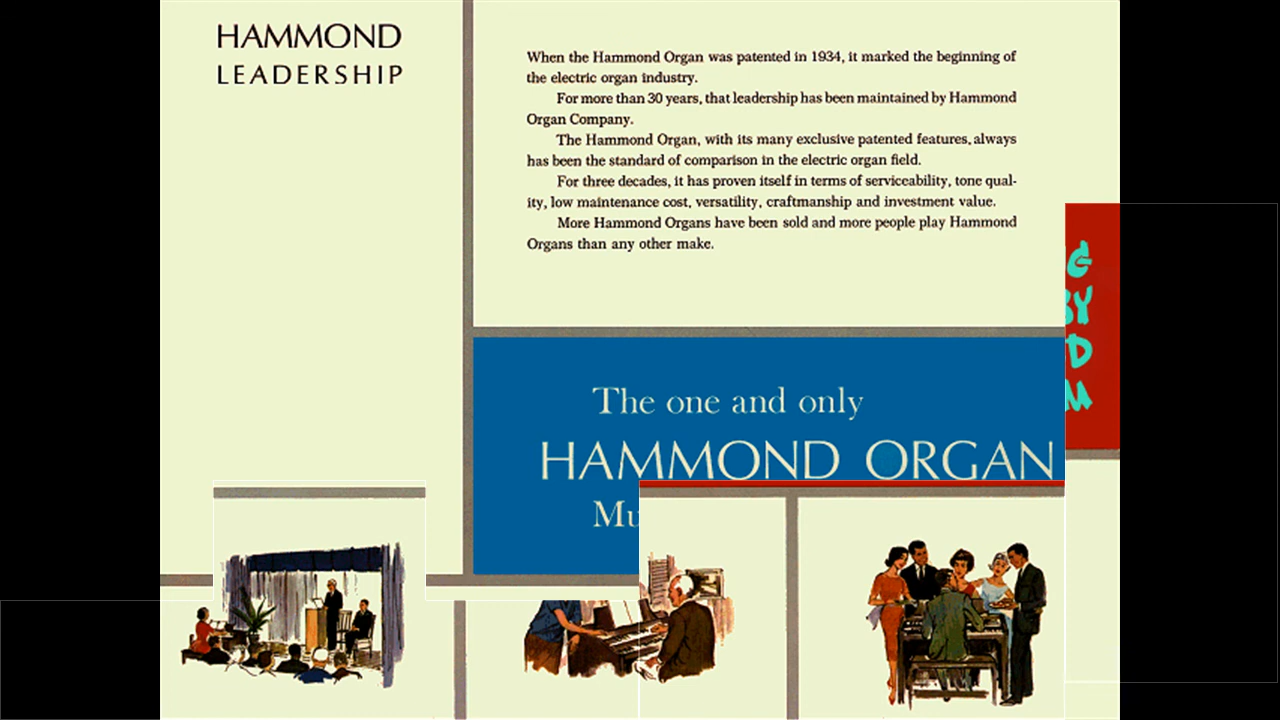 HAMMOND
LEADERSHIP
When the Hammond Organ was patented in 1934, it marked the beginning of
the electric organ industry.
For more than 30 years, that leadership has been maintained by Hammond
Organ Company.
The Hammond Organ, with its many exclusive patented features, always
has been the standard of comparison in the electric organ field.
For three decades, it has proven itself in terms of serviceability, tone qual-
ity, low maintenance cost, versatility, craftmanship and investment value.
More Hammond Organs have been sold and more people play Hammond
Organs than any other make.
The one and only
HAMMOND ORGAN